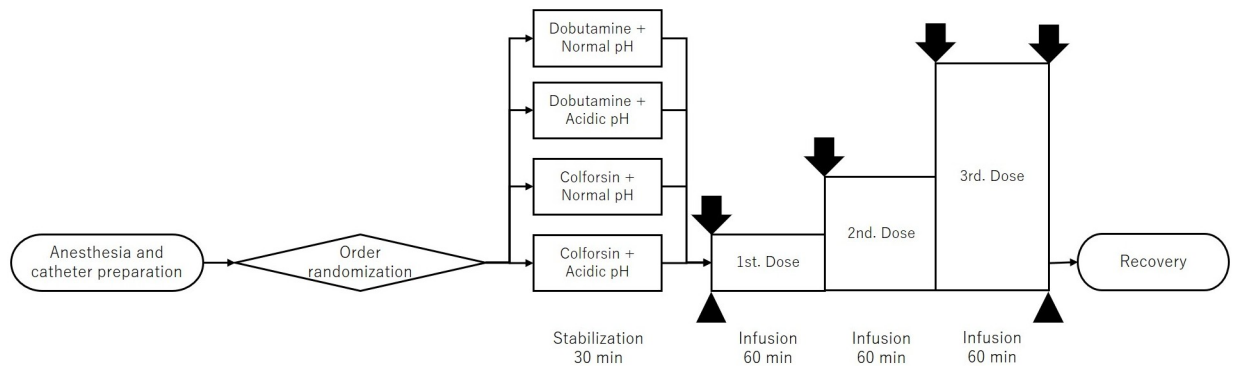 Anesthesia and
catheter preparation
Order
randomization
Dobutamine +
Normal pH
Dobutamine +
Acidic pH
Colforsin +
Normal pH
Colforsin +
Acidic pH
Stabilization
30 min
1st. Dose
2nd. Dose
3rd. Dose
Infusion
60 min
Infusion
60 min
Infusion
60 min
Recovery